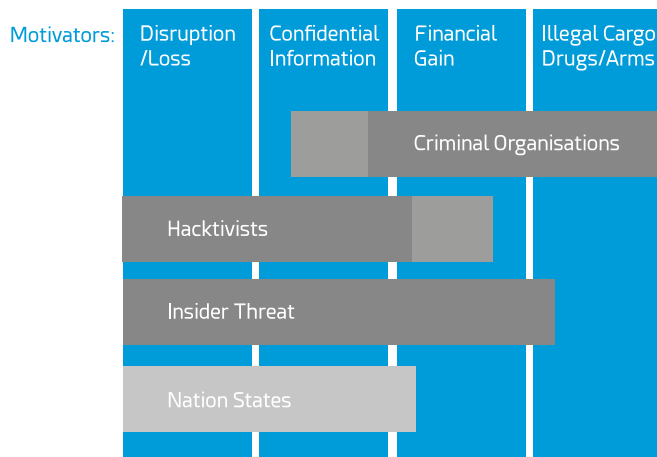 Motivators:
Disruption
/Loss
Confidential
Information
Financial
Gain
Illegal Cargo
Drugs/Arms
Criminal Organisations
Hacktivists
Insider Threat
Nation States